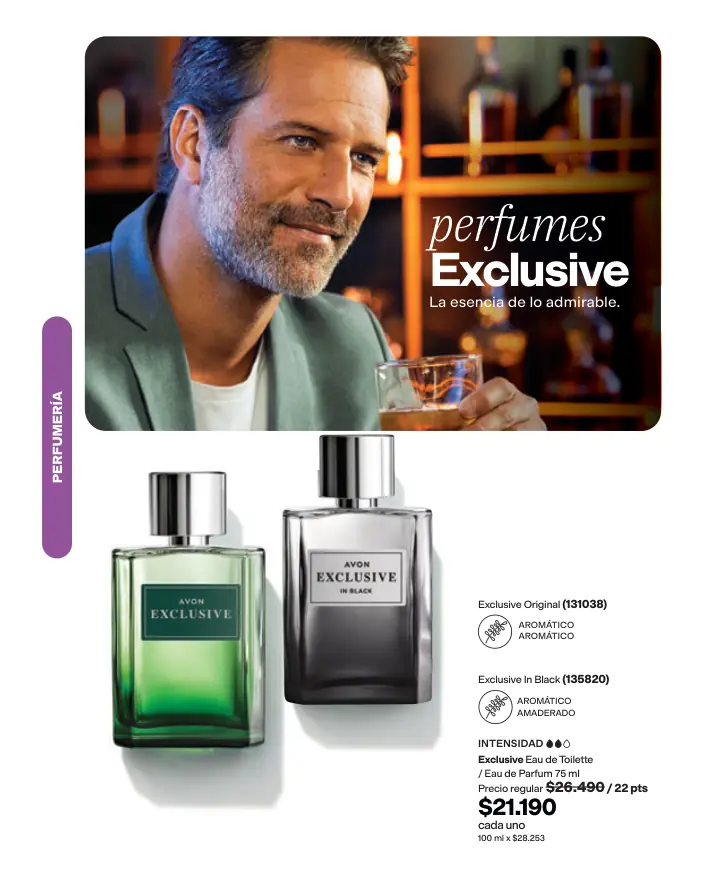 perfumes
Exclusive
La esencia de lo admirable.
PERFUMERÍA
AVON
EXCLUSIVE
AVON
EXCLUSIVE
IN BLACK
Exclusive Original (131038)
AROMÁTICO
AROMÁTICO
Exclusive In Black (135820)
AROMÁTICO
AMADERADO
INTENSIDAD
Exclusive Eau de Toilette
/ Eau de Parfum 75 ml
Precio regular $26.490 / 22 pts
$21.190
cada uno
100 ml x $28.253